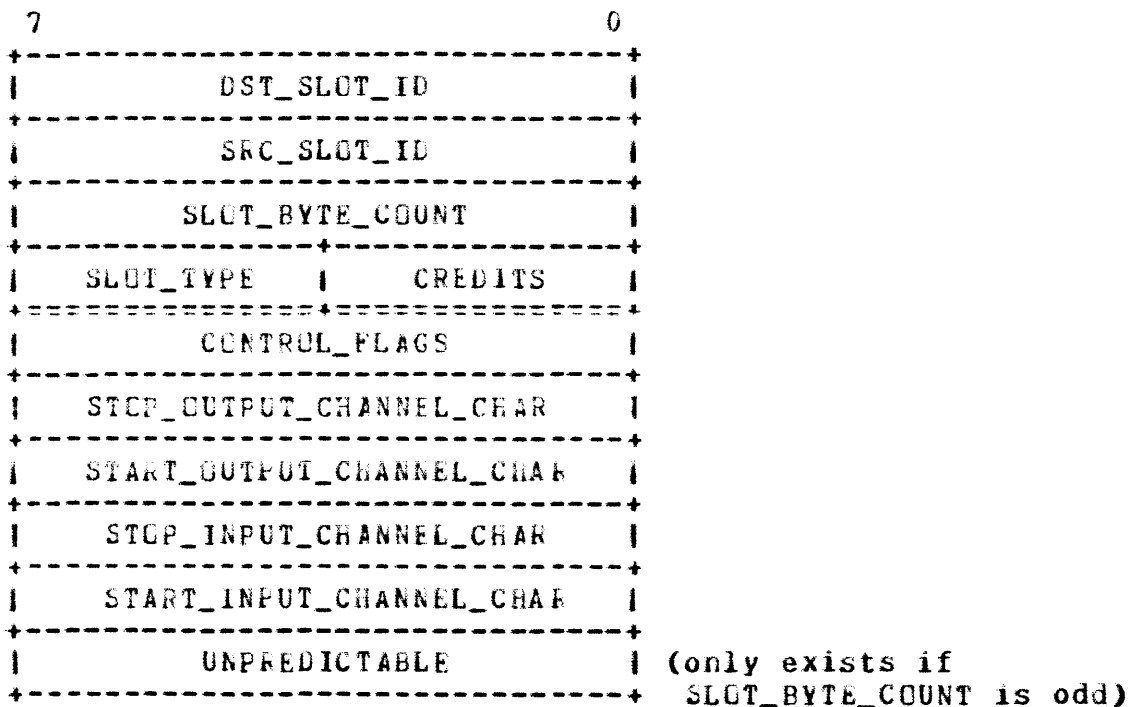 7 0
DST_SLOT_ID
SRC_SLOT_ID
SLOT_BYTE_COUNT
SLOT_TYPE | CREDITS
CONTROL_FLAGS
STOP_OUTPUT_CHANNEL_CHAR
START_OUTPUT_CHANNEL_CHAR
STOP_INPUT_CHANNEL_CHAR
START_INPUT_CHANNEL_CHAR
UNPREDICTABLE (only exists if
SLOT_BYTE_COUNT is odd)